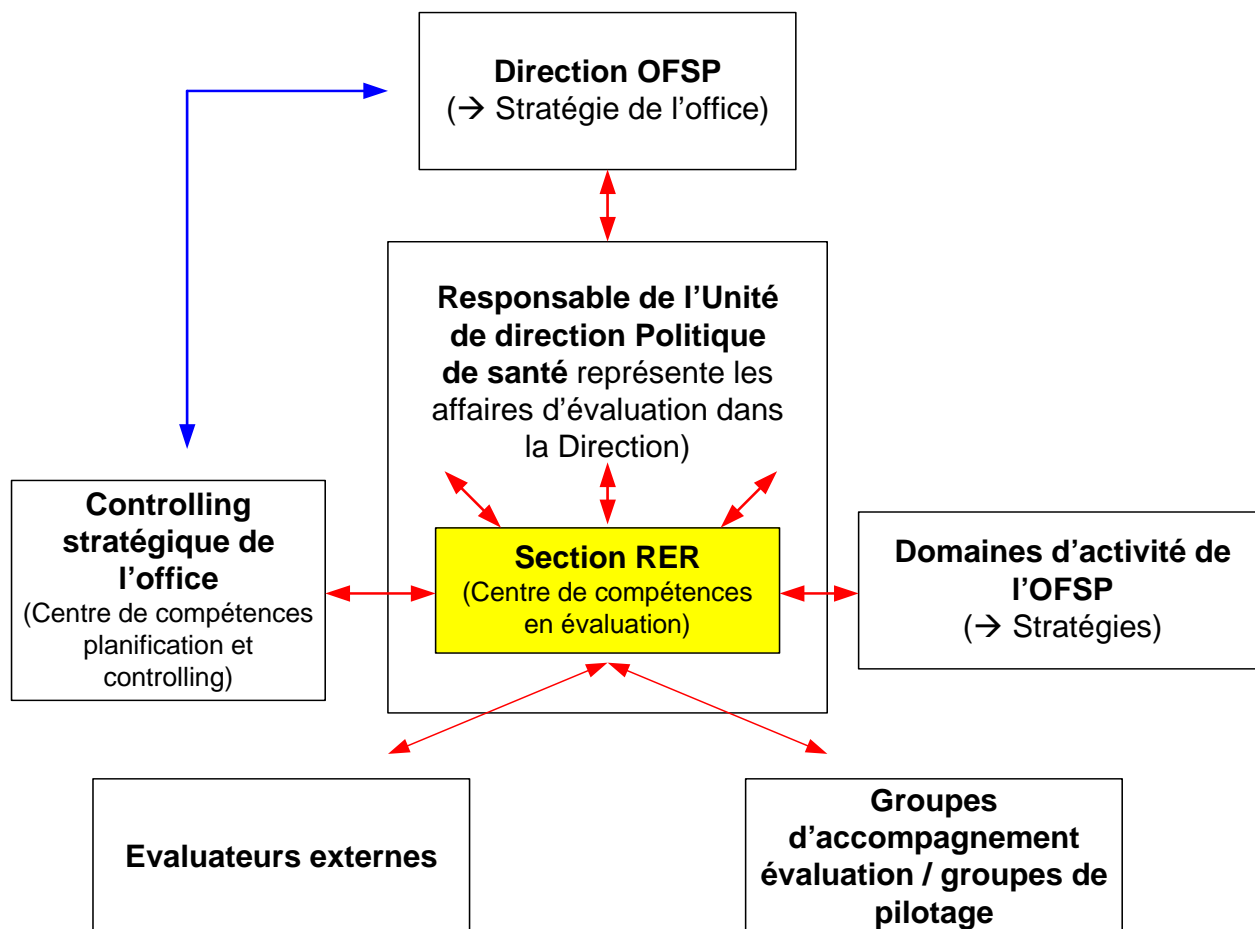 Direction OFSP
(→ Stratégie de l’office)
Responsable de l’Unité
de direction Politique
de santé représente les
affaires d’évaluation dans
la Direction)
Controlling
stratégique de
l’office
(Centre de compétences
planification et
controlling)
Section RER
(Centre de compétences
en évaluation)
Domaines d’activité de
l’OFSP
(→ Stratégies)
Evaluateurs externes
Groupes
d’accompagnement
évaluation / groupes de
pilotage